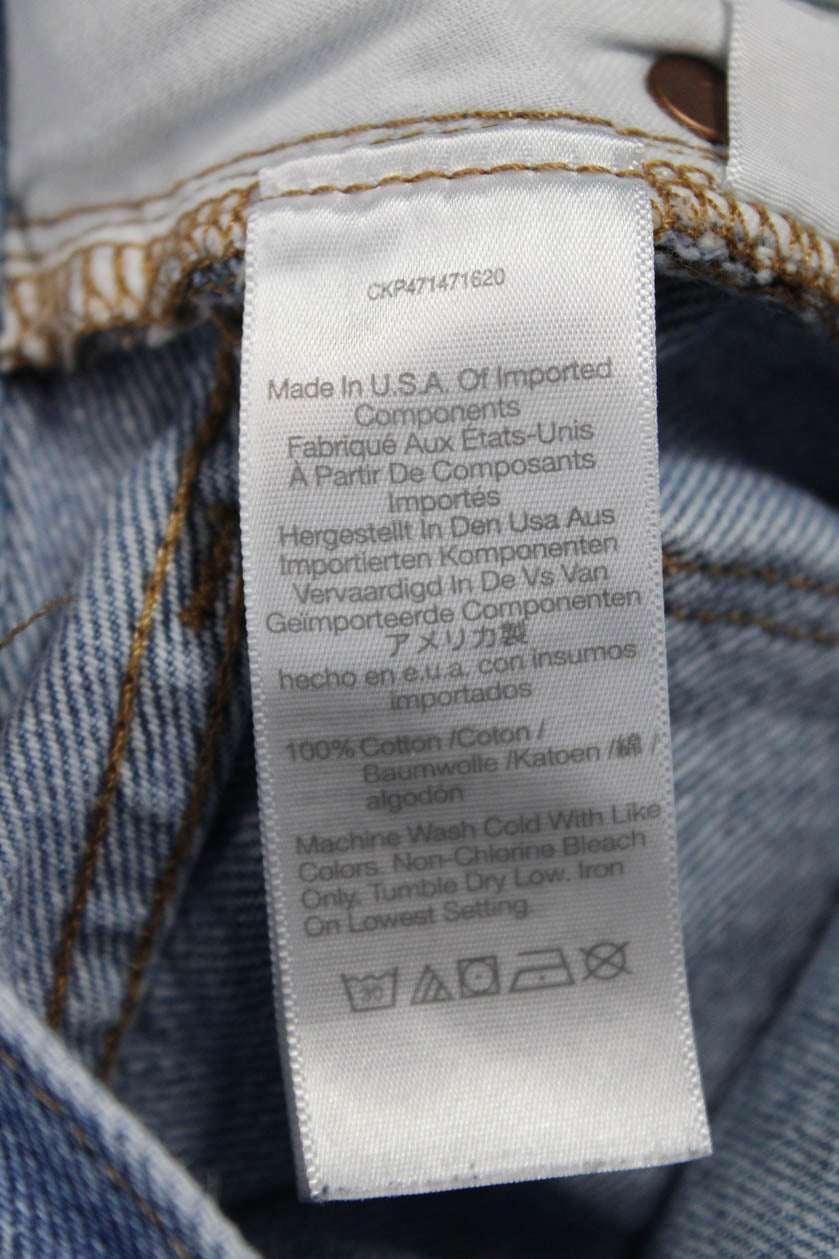 CKP471471620
Made In U.S.A. Of Imported
Components
Fabriqué Aux États-Unis
À Partir De Composants
Importés
Hergestellt In Den Usa Aus
Importierten Komponenten
Vervaardigd In De Vs Van
Geïmporteerde Componenten
アメリカ製
hecho en e.u.a. con insumos
importados
100% Cotton /Coton /
Baumwolle /Katoen /綿 /
algodón
Machine Wash Cold With Like
Colors. Non-Chlorine Bleach
Only. Tumble Dry Low. Iron
On Lowest Setting.
30